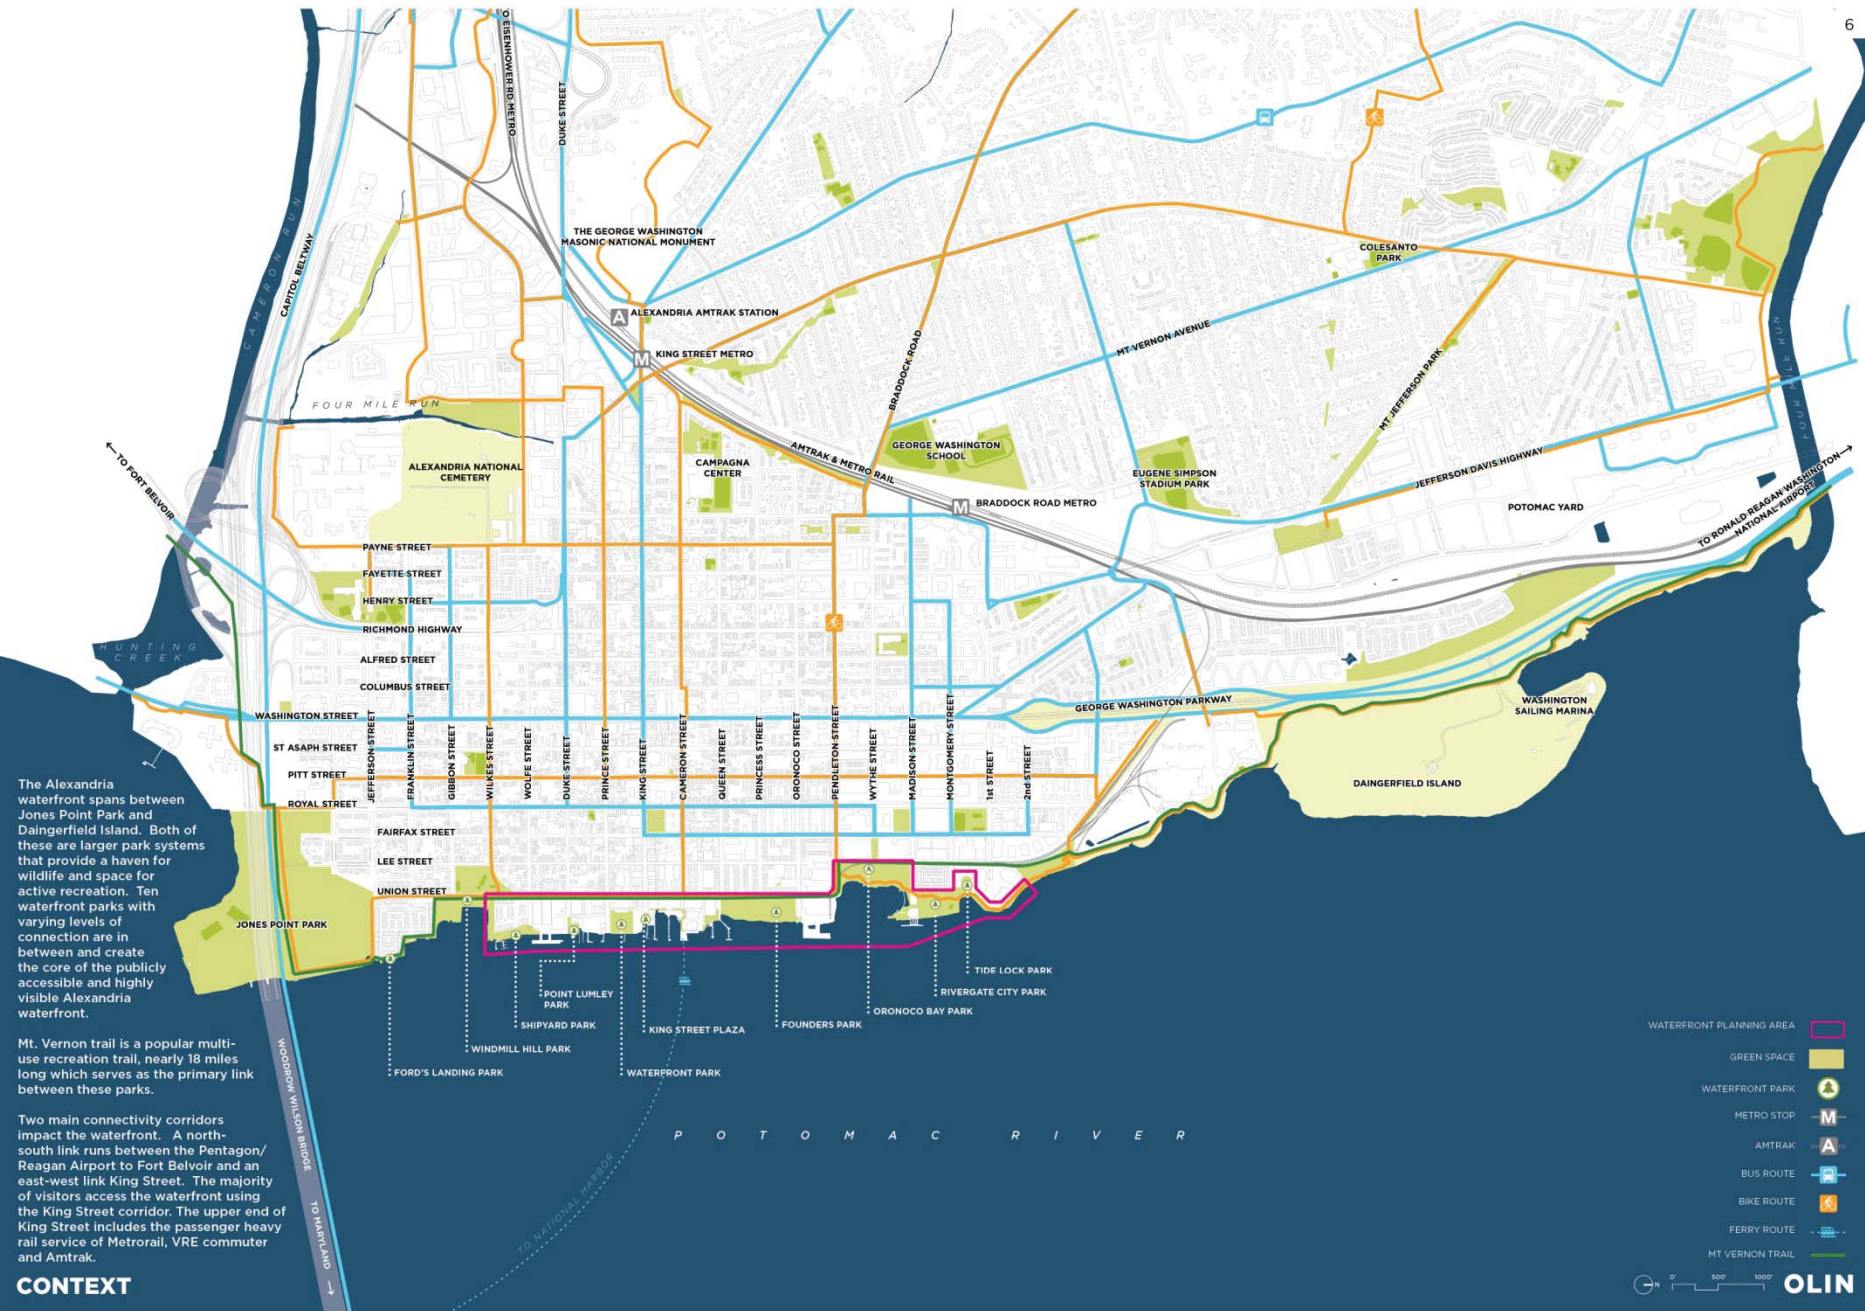 6
TO EISENHOWER RD METRO
DUKE STREET
CAMERON RUN
CAPITOL BELTWAY
THE GEORGE WASHINGTON
MASONIC NATIONAL MONUMENT
COLESANTO
PARK
A
ALEXANDRIA AMTRAK STATION
M
KING STREET METRO
MT VERNON AVENUE
BRADDOCK ROAD
MT JEFFERSON PARK
FOUR MILE RUN
FOUR MILE RUN
TO FORT BELVOIR
ALEXANDRIA NATIONAL
CEMETERY
CAMPAGNA
CENTER
AMTRAK & METRO RAIL
GEORGE WASHINGTON
SCHOOL
EUGENE SIMPSON
STADIUM PARK
JEFFERSON DAVIS HIGHWAY
M
BRADDOCK ROAD METRO
POTOMAC YARD
TO RONALD REAGAN WASHINGTON
NATIONAL AIRPORT
PAYNE STREET
FAYETTE STREET
HENRY STREET
RICHMOND HIGHWAY
HUNTING
CREEK
ALFRED STREET
COLUMBUS STREET
WASHINGTON STREET
ST ASAPH STREET
PITT STREET
ROYAL STREET
FAIRFAX STREET
LEE STREET
UNION STREET
JEFFERSON STREET
FRANKLIN STREET
GIBBON STREET
WILKES STREET
WOLFE STREET
DUKE STREET
PRINCE STREET
KING STREET
CAMERON STREET
QUEEN STREET
PRINCESS STREET
ORONOCO STREET
PENDLETON STREET
WYTHE STREET
MADISON STREET
MONTGOMERY STREET
1st STREET
2nd STREET
GEORGE WASHINGTON PARKWAY
WASHINGTON
SAILING MARINA
DAINGERFIELD ISLAND
JONES POINT PARK
TIDE LOCK PARK
RIVERGATE CITY PARK
ORONOCO BAY PARK
POINT LUMLEY
PARK
SHIPYARD PARK
KING STREET PLAZA
FOUNDERS PARK
WINDMILL HILL PARK
FORD'S LANDING PARK
WATERFRONT PARK
POTOMAC RIVER
WOODROW WILSON BRIDGE
TO MARYLAND
TO NATIONAL HARBOR
The Alexandria
waterfront spans between
Jones Point Park and
Daingerfield Island. Both of
these are larger park systems
that provide a haven for
wildlife and space for
active recreation. Ten
waterfront parks with
varying levels of
connection are in
between and create
the core of the publicly
accessible and highly
visible Alexandria
waterfront.
Mt. Vernon trail is a popular multi-
use recreation trail, nearly 18 miles
long which serves as the primary link
between these parks.
Two main connectivity corridors
impact the waterfront. A north-
south link runs between the Pentagon/
Reagan Airport to Fort Belvoir and an
east-west link King Street. The majority
of visitors access the waterfront using
the King Street corridor. The upper end of
King Street includes the passenger heavy
rail service of Metrorail, VRE commuter
and Amtrak.
CONTEXT
WATERFRONT PLANNING AREA
GREEN SPACE
WATERFRONT PARK
METRO STOP M
AMTRAK A
BUS ROUTE
BIKE ROUTE
FERRY ROUTE
MT VERNON TRAIL
N
0' 500' 1000'
OLIN